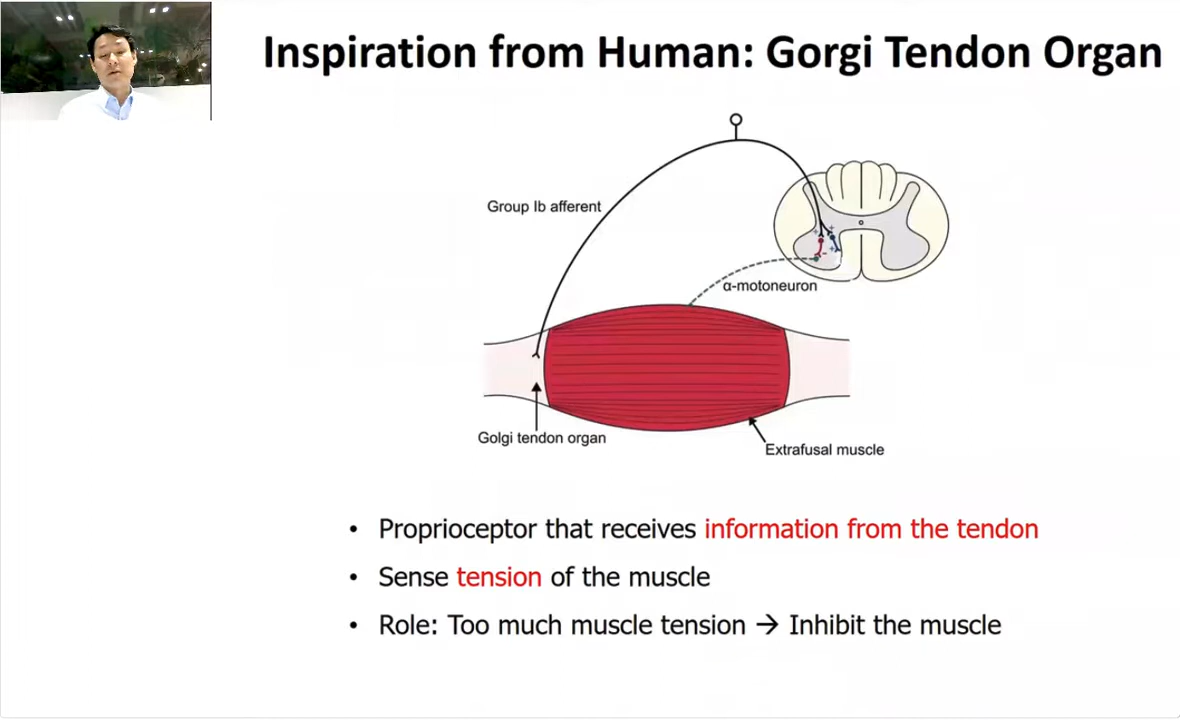 Inspiration from Human: Gorgi Tendon Organ
Group Ib afferent
α-motoneuron
Golgi tendon organ
Extrafusal muscle
• Proprioceptor that receives information from the tendon
• Sense tension of the muscle
• Role: Too much muscle tension → Inhibit the muscle